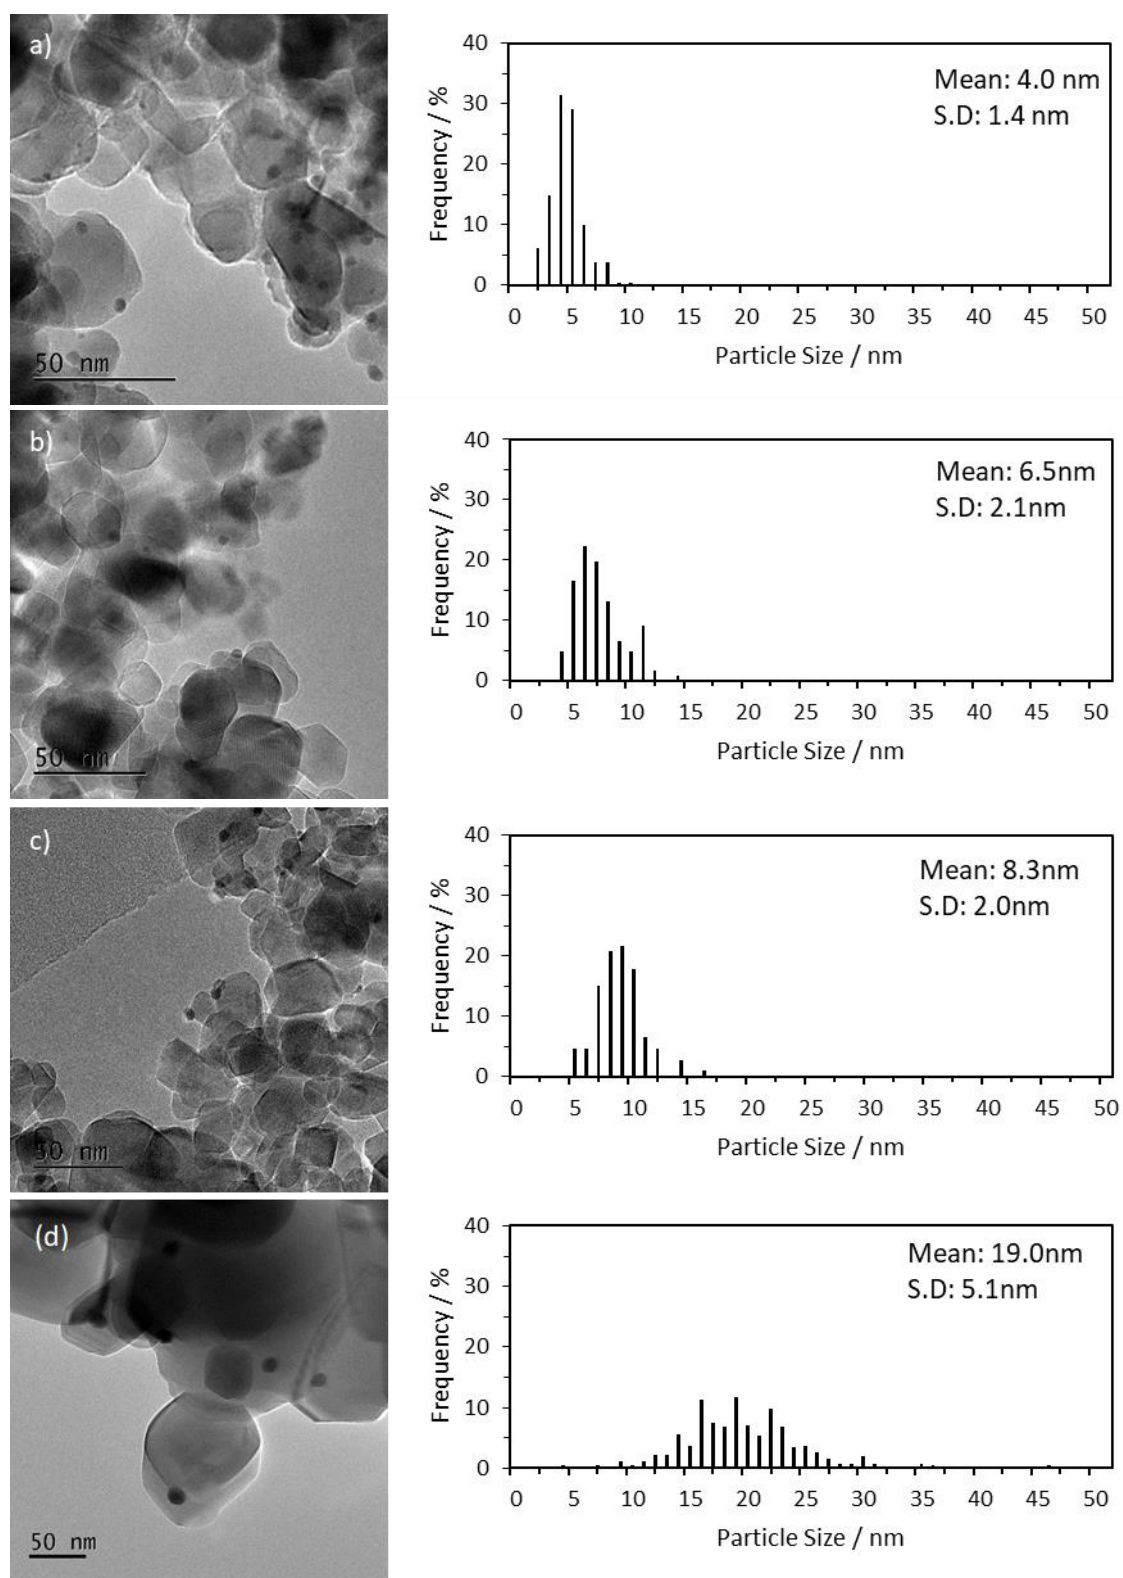 a)
50 nm
40
30
20
10
0
Frequency / %
Mean: 4.0 nm
S.D: 1.4 nm
0 5 10 15 20 25 30 35 40 45 50
Particle Size / nm
b)
50 nm
40
30
20
10
0
Frequency / %
Mean: 6.5nm
S.D: 2.1nm
0 5 10 15 20 25 30 35 40 45 50
Particle Size / nm
c)
50 nm
40
30
20
10
0
Frequency / %
Mean: 8.3nm
S.D: 2.0nm
0 5 10 15 20 25 30 35 40 45 50
Particle Size / nm
(d)
50 nm
40
30
20
10
0
Frequency / %
Mean: 19.0nm
S.D: 5.1nm
0 5 10 15 20 25 30 35 40 45 50
Particle Size / nm